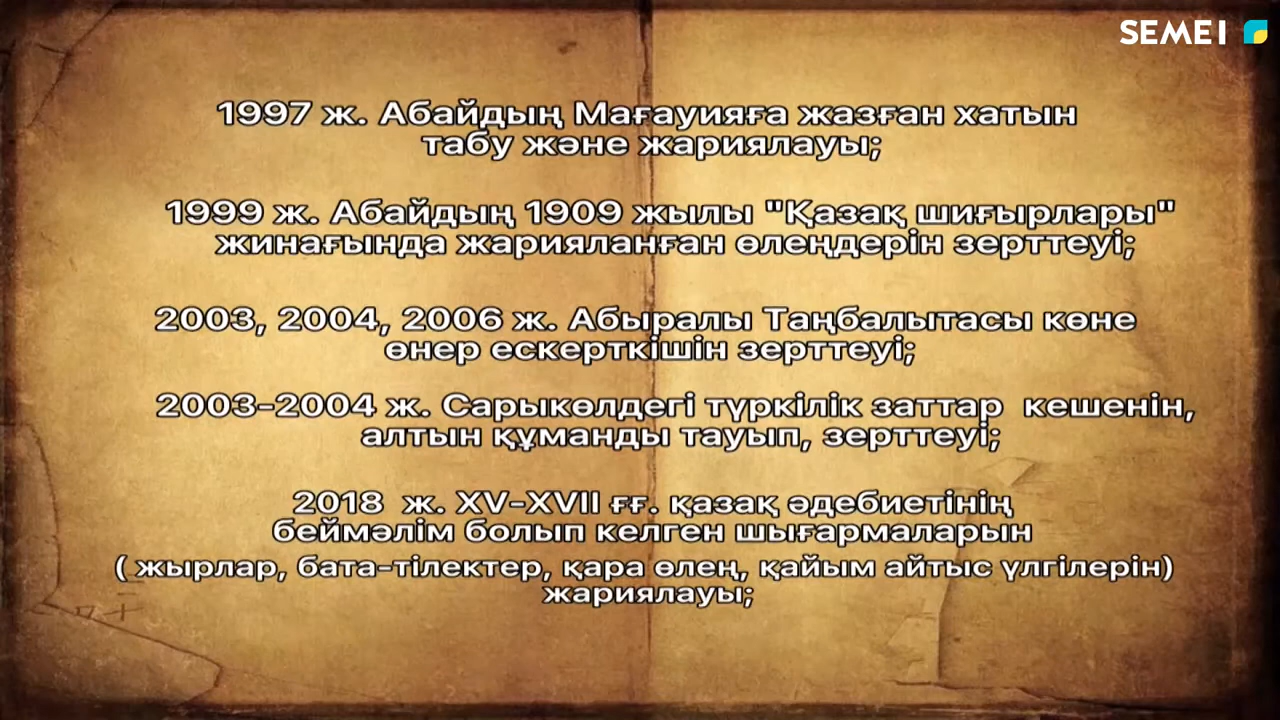 SEMEI
1997 ж. Абайдың Мағауияға жазған хатын
табу және жариялауы;
1999 ж. Абайдың 1909 жылы "Қазақ шиғырлары"
жинағында жарияланған өлеңдерін зерттеуі;
2003, 2004, 2006 ж. Абыралы Таңбалытасы көне
өнер ескерткішін зерттеуі;
2003-2004 ж. Сарыкөлдегі түркілік заттар кешенін,
алтын құманды тауып, зерттеуі;
2018 ж. XV-XVII ғғ. қазақ әдебиетінің
беймәлім болып келген шығармаларын
( жырлар, бата-тілектер, қара өлең, қайым айтыс үлгілерін)
жариялауы;